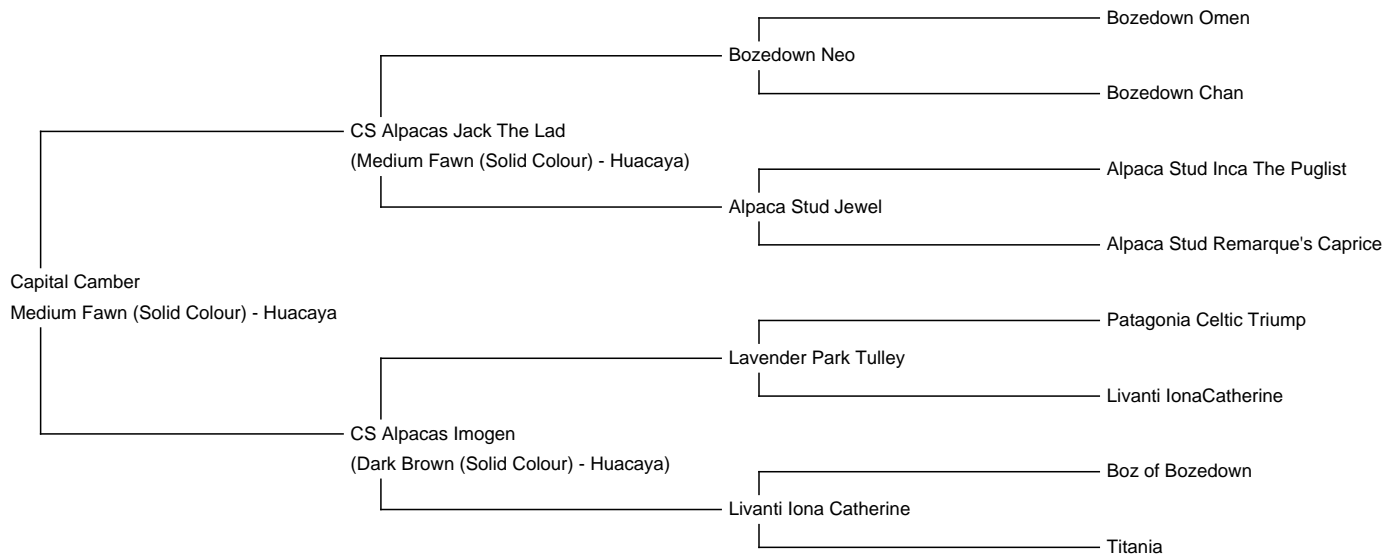 Bozedown Omen
Bozedown Neo
Bozedown Chan
CS Alpacas Jack The Lad
(Medium Fawn (Solid Colour) - Huacaya)
Alpaca Stud Inca The Puglist
Alpaca Stud Jewel
Alpaca Stud Remarque's Caprice
Capital Camber
Medium Fawn (Solid Colour) - Huacaya
Patagonia Celtic Triump
Lavender Park Tulley
Livanti IonaCatherine
CS Alpacas Imogen
(Dark Brown (Solid Colour) - Huacaya)
Boz of Bozedown
Livanti Iona Catherine
Titania